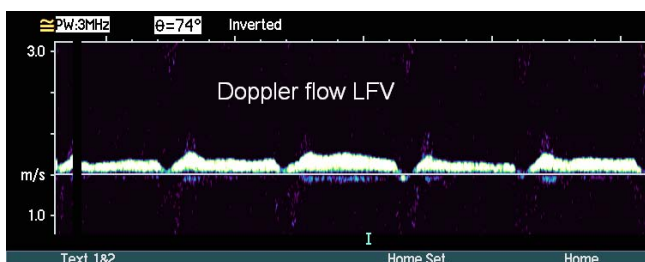 ≅PW:3MHz θ=74° Inverted
3.0
Doppler flow LFV
m/s
1.0
I
Text 1&2 Home Set Home